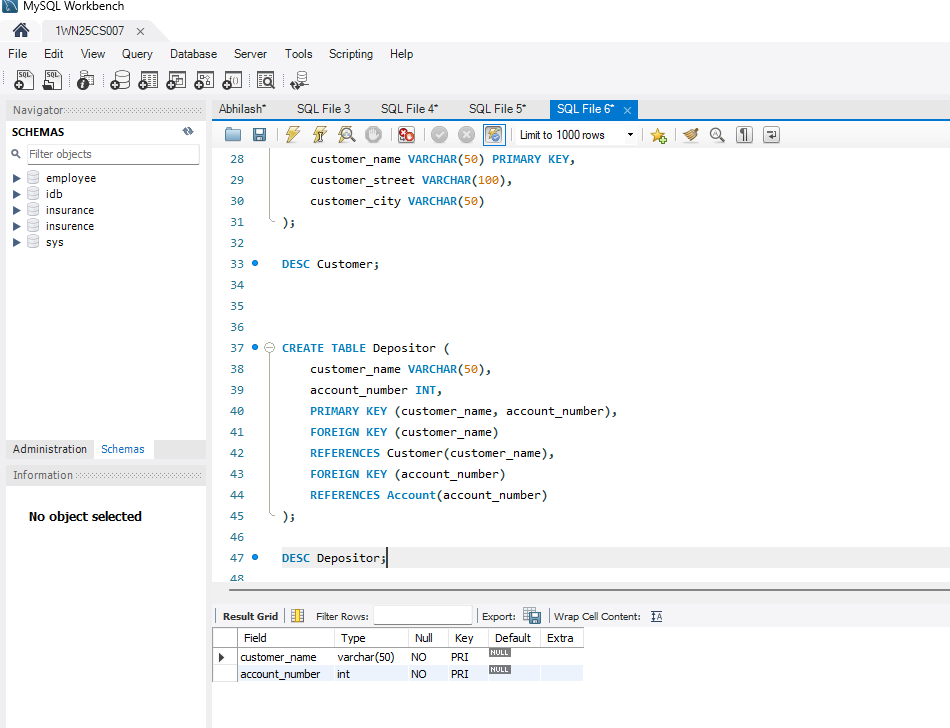 MySQL Workbench
1WN25CS007
File Edit View Query Database Server Tools Scripting Help
Navigator
SCHEMAS
Filter objects
employee
idb
insurance
insurence
sys
Administration Schemas
Information
No object selected
Abhilash* SQL File 3 SQL File 4* SQL File 5* SQL File 6*
Limit to 1000 rows
28 customer_name VARCHAR(50) PRIMARY KEY,
29 customer_street VARCHAR(100),
30 customer_city VARCHAR(50)
31 );
32
33 DESC Customer;
34
35
36
37 CREATE TABLE Depositor (
38 customer_name VARCHAR(50),
39 account_number INT,
40 PRIMARY KEY (customer_name, account_number),
41 FOREIGN KEY (customer_name)
42 REFERENCES Customer(customer_name),
43 FOREIGN KEY (account_number)
44 REFERENCES Account(account_number)
45 );
46
47 DESC Depositor;
48
Result Grid Filter Rows: Export: Wrap Cell Content:
Field Type Null Key Default Extra
customer_name varchar(50) NO PRI NULL
account_number int NO PRI NULL